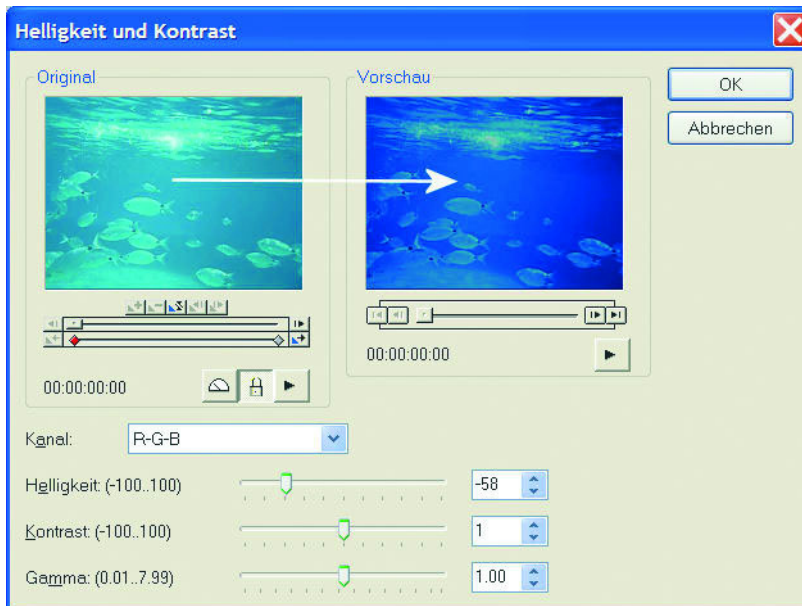 Helligkeit und Kontrast
Original
Vorschau
OK
Abbrechen
00:00:00:00
00:00:00:00
Kanal: R-G-B
Helligkeit: (-100..100) -58
Kontrast: (-100..100) 1
Gamma: (0.01..7.99) 1.00